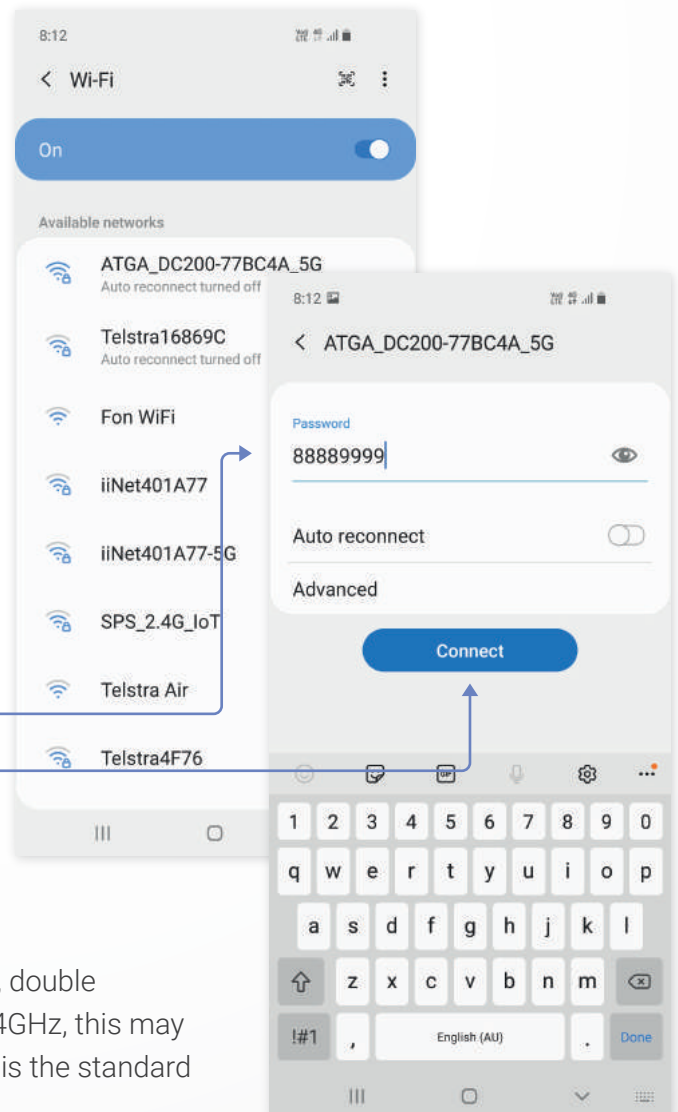 8:12
Wi-Fi
On
Available networks
ATGA_DC200-77BC4A_5G
Auto reconnect turned off
Telstra16869C
Auto reconnect turned off
Fon WiFi
iiNet401A77
iiNet401A77-5G
SPS_2.4G_IoT
Telstra Air
Telstra4F76
8:12
ATGA_DC200-77BC4A_5G
Password
88889999
Auto reconnect
Advanced
Connect
GIF
1 2 3 4 5 6 7 8 9 0
q w e r t y u i o p
a s d f g h j k l
z x c v b n m
!#1 , English (AU) . Done
double
4GHz, this may
is the standard